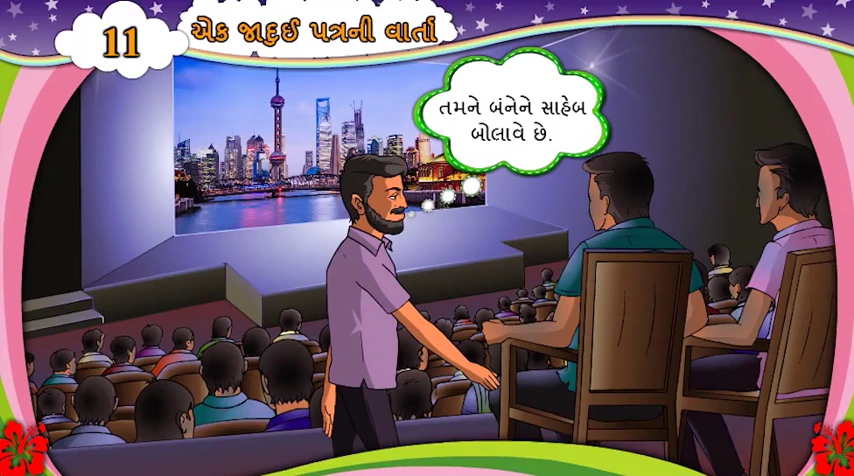 11
એક જાદુઈ પત્રની વાર્તા
તમને બંનેને સાહેબ
બોલાવે છે.